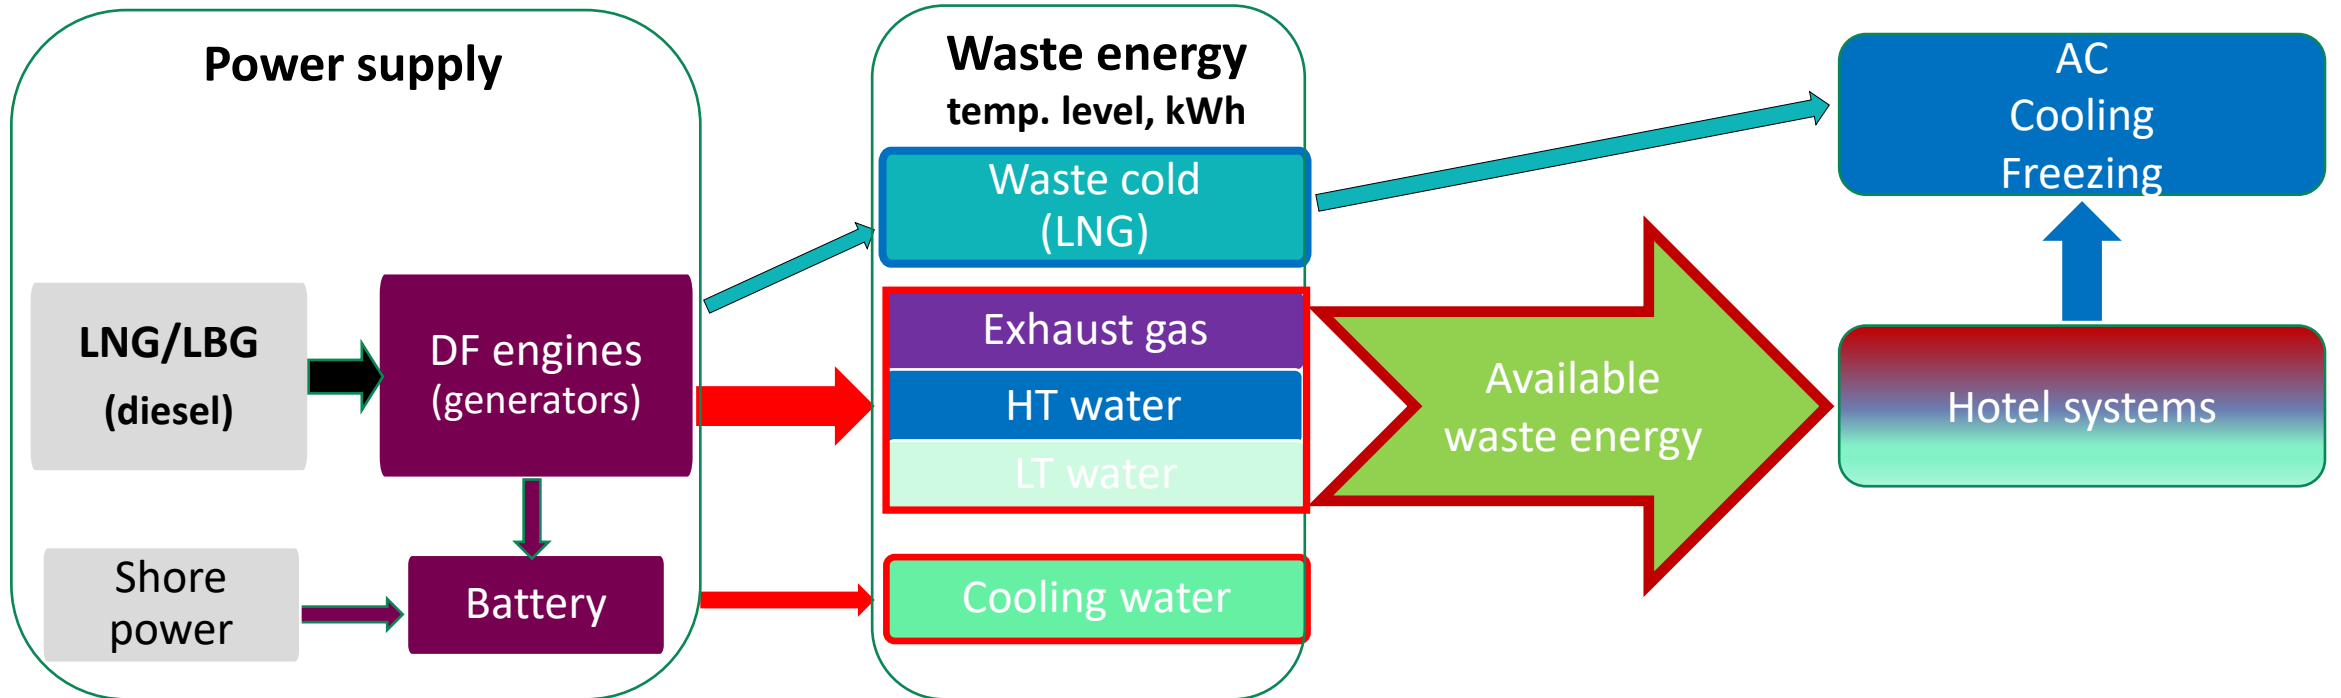 Power supply
LNG/LBG
(diesel)
DF engines
(generators)
Shore
power
Battery
Waste energy
temp. level, kWh
Waste cold
(LNG)
Exhaust gas
HT water
LT water
Cooling water
Available
waste energy
AC
Cooling
Freezing
Hotel systems